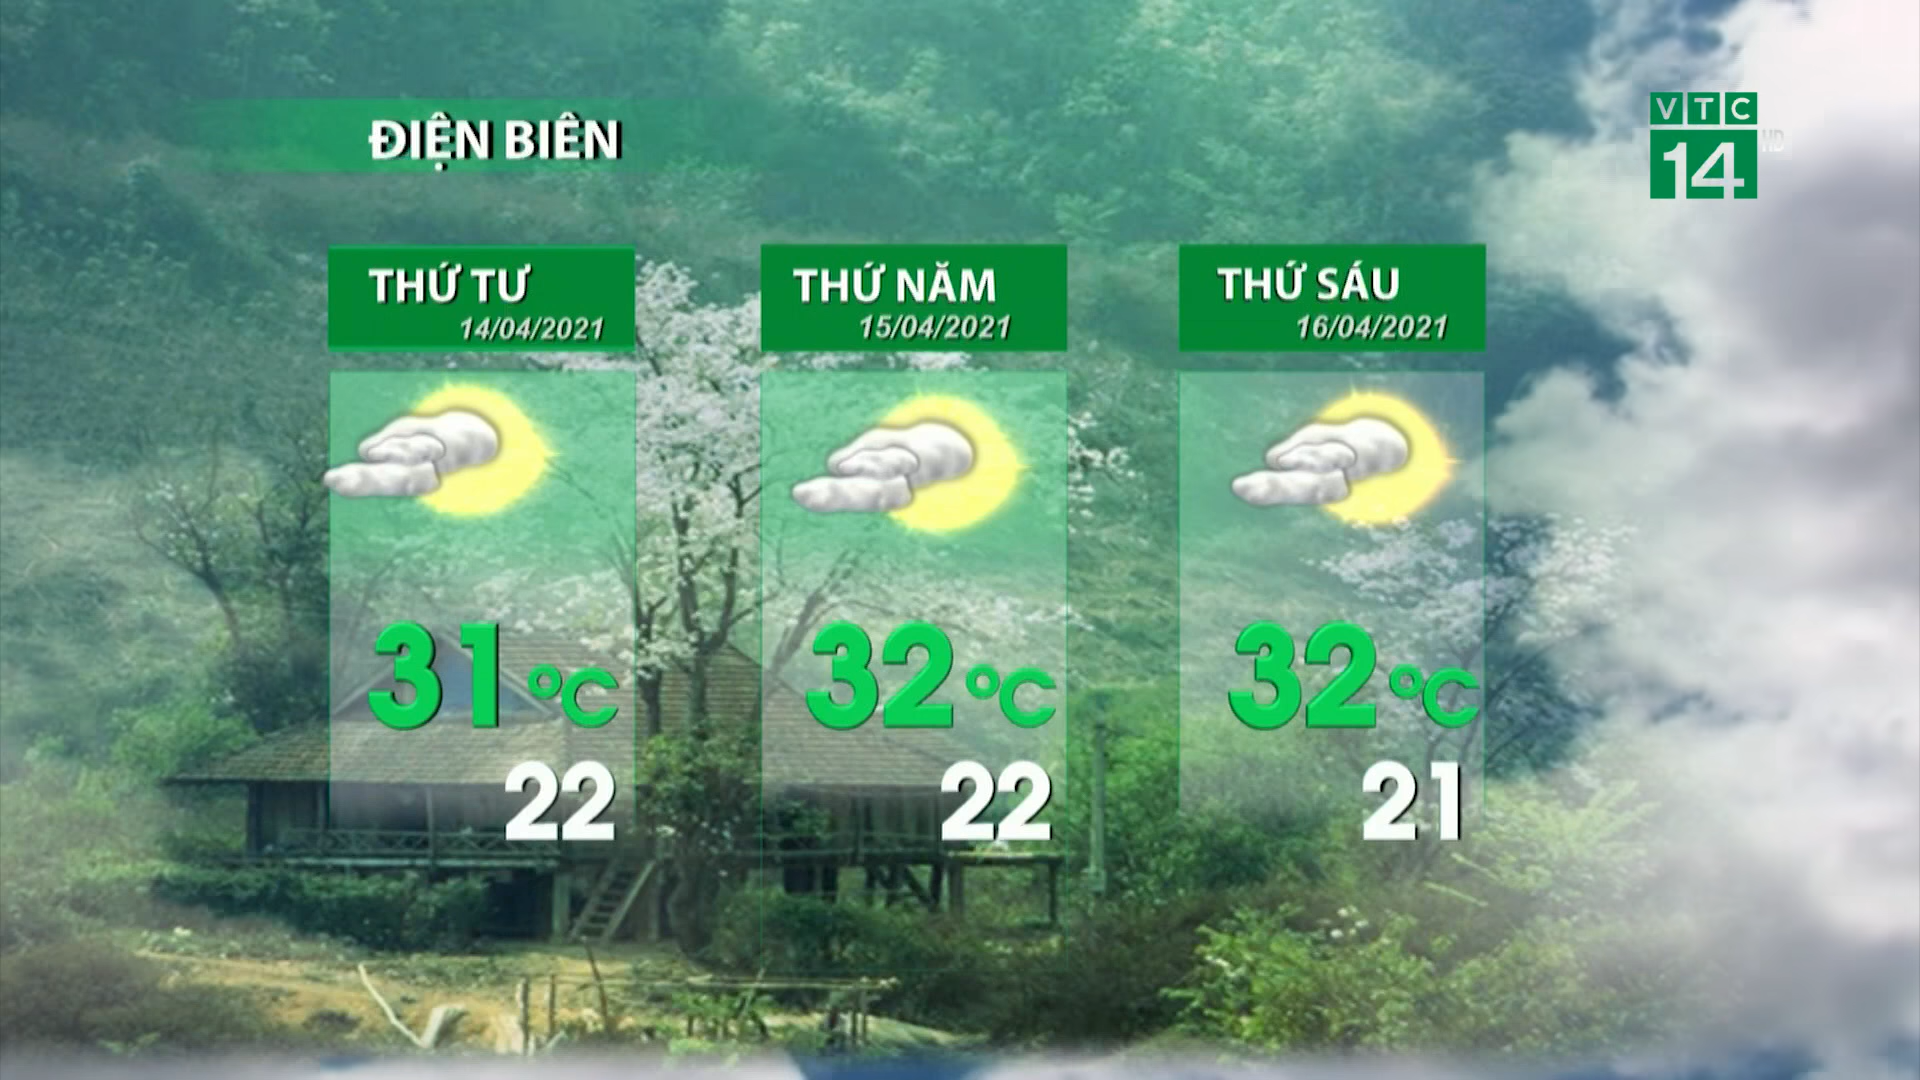 ĐIỆN BIÊN
VTC
14
HD
THỨ TƯ
14/04/2021
THỨ NĂM
15/04/2021
THỨ SÁU
16/04/2021
31°C
32°C
32°C
22
22
21